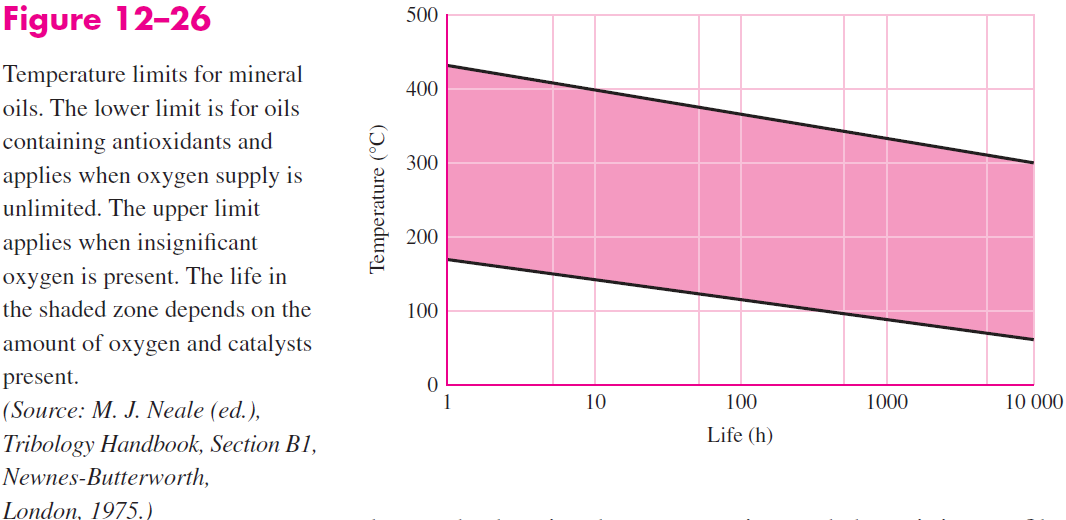 Figure 12–26
Temperature limits for mineral
oils. The lower limit is for oils
containing antioxidants and
applies when oxygen supply is
unlimited. The upper limit
applies when insignificant
oxygen is present. The life in
the shaded zone depends on the
amount of oxygen and catalysts
present.
(Source: M. J. Neale (ed.),
Tribology Handbook, Section B1,
Newnes-Butterworth,
London, 1975.)
500
400
300
200
100
0
Temperature (°C)
1 10 100 1000 10 000
Life (h)